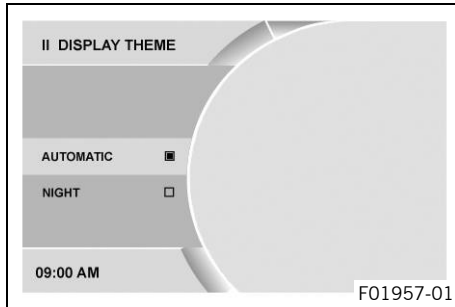 II DISPLAY THEME
AUTOMATIC
NIGHT
09:00 AM
F01957-01